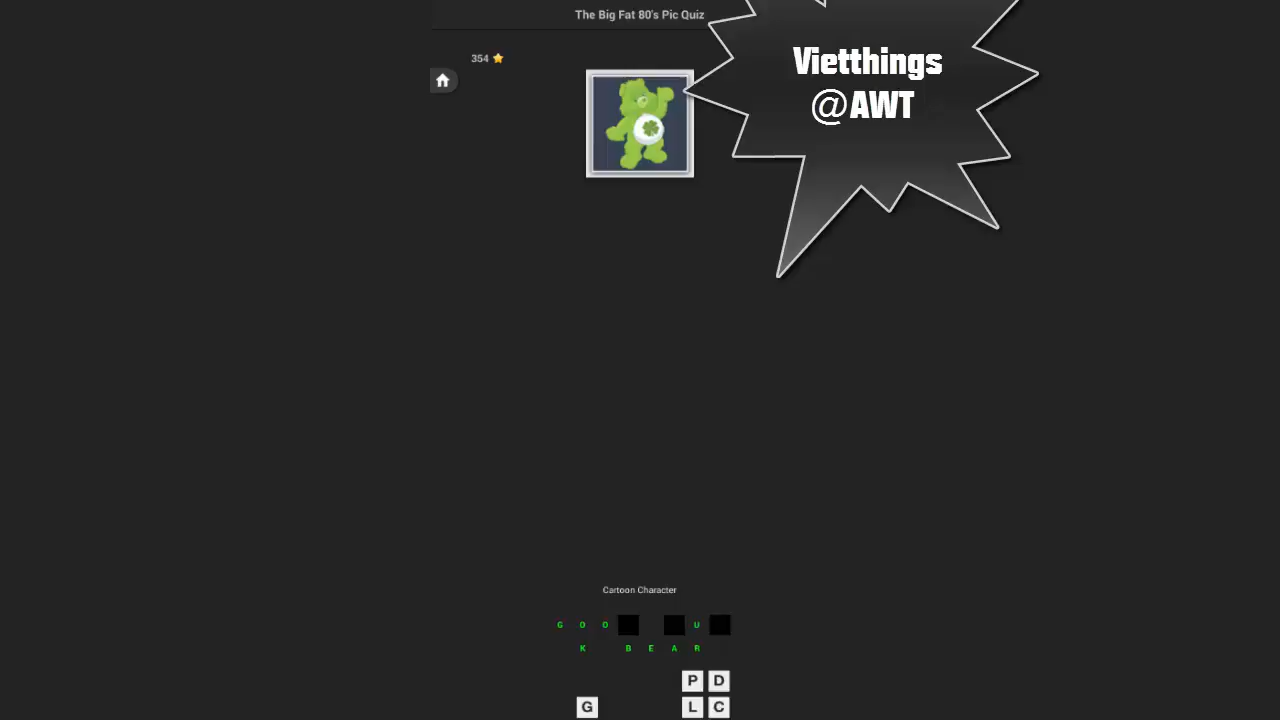 The Big Fat 80's Pic Quiz
354
Vietthings
@AWT
Cartoon Character
G O O U
K B E A R
P D
G L C